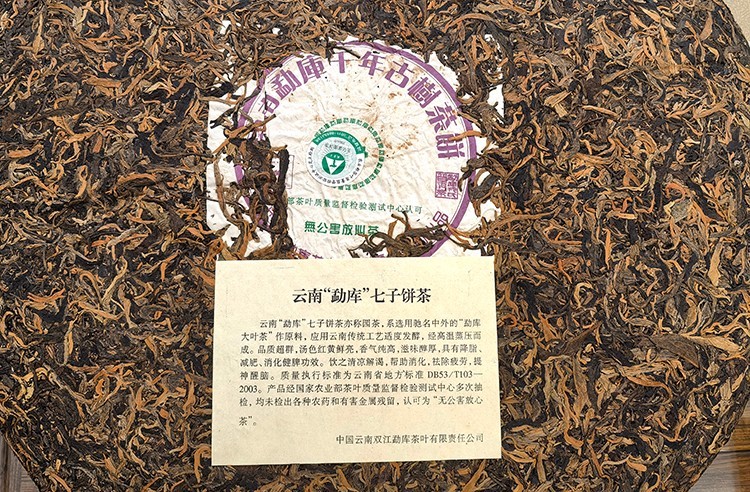 勐庫千年古樹茶餅
部茶叶质量监督检验测试中心认可
無公害放心茶
云南“勐库”七子饼茶
云南“勐库”七子饼茶亦称园茶，系选用驰名中外的“勐库
大叶茶”作原料，应用云南传统工艺适度发酵，经高温蒸压而
成。品质超群，汤色红黄鲜亮，香气纯高，滋味醇厚，具有降脂、
减肥、消化健脾功效。饮之清凉解渴，帮助消化，祛除疲劳，提
神醒脑。质量执行标准为云南省地方标准DB53/T103—
2003。产品经国家农业部茶叶质量监督检验测试中心多次抽
检，均未检出各种农药和有害金属残留，认可为“无公害放心
茶”。
中国云南双江勐库茶叶有限责任公司